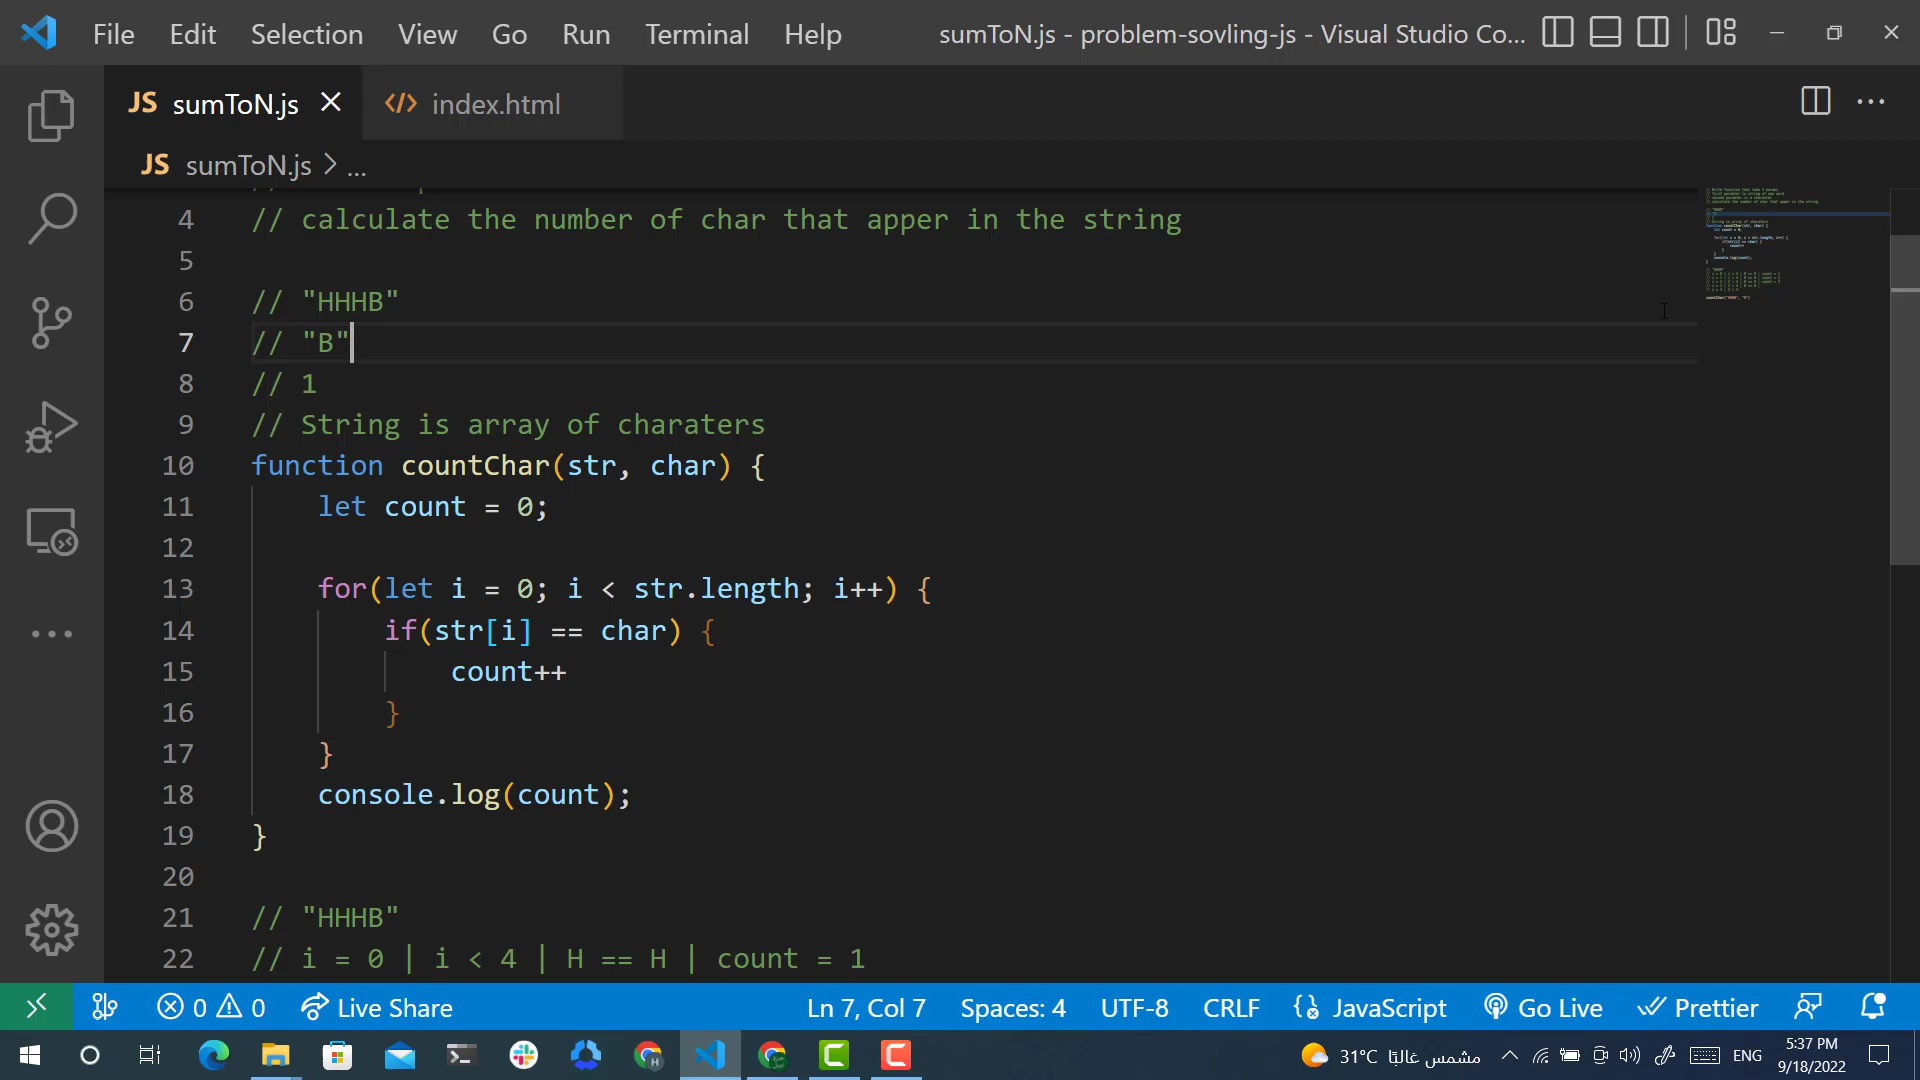 File Edit Selection View Go Run Terminal Help sumToN.js - problem-sovling-js - Visual Studio Co...
JS sumToN.js index.html
JS sumToN.js > ...
4 // calculate the number of char that apper in the string
5
6 // "HHHB"
7 // "B"
8 // 1
9 // String is array of charaters
10 function countChar(str, char) {
11 let count = 0;
12
13 for(let i = 0; i < str.length; i++) {
14 if(str[i] == char) {
15 count++
16 }
17 }
18 console.log(count);
19 }
20
21 // "HHHB"
22 // i = 0 | i < 4 | H == H | count = 1
0 0 Live Share Ln 7, Col 7 Spaces: 4 UTF-8 CRLF JavaScript Go Live Prettier
31°C مشمس غالبًا ENG 5:37 PM
9/18/2022